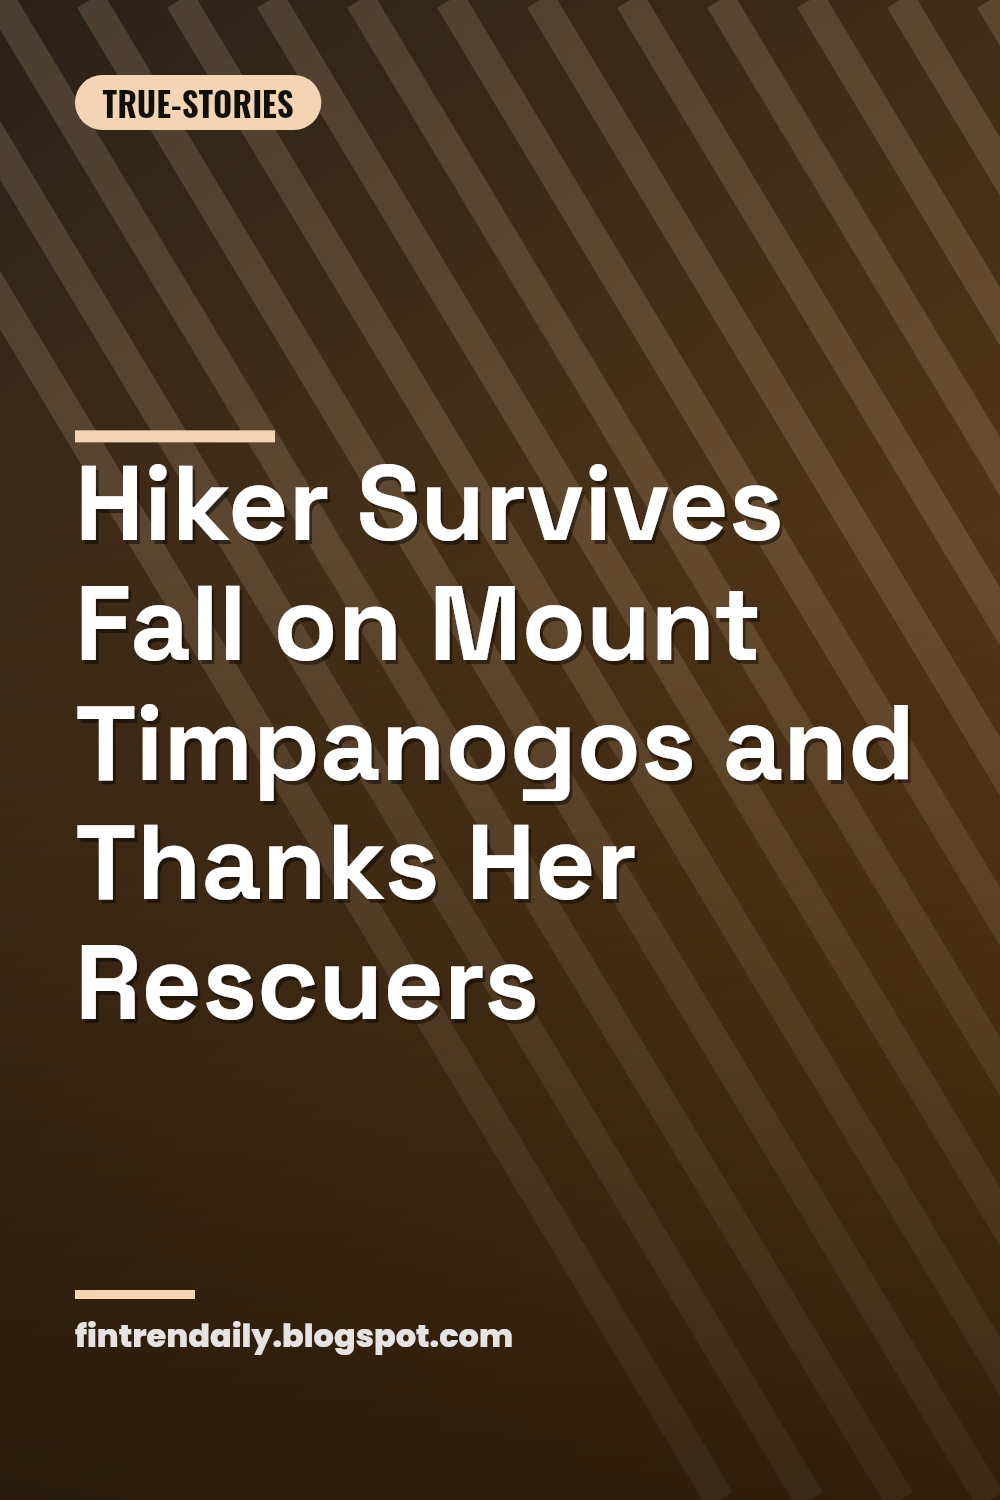 TRUE-STORIES
Hiker Survives
Fall on Mount
Timpanogos and
Thanks Her
Rescuers
fintrendaily.blogspot.com